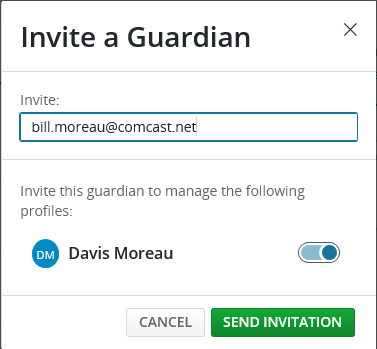 Invite a Guardian
Invite:
bill.moreau@comcast.net
Invite this guardian to manage the following
profiles:
DM Davis Moreau
CANCEL SEND INVITATION